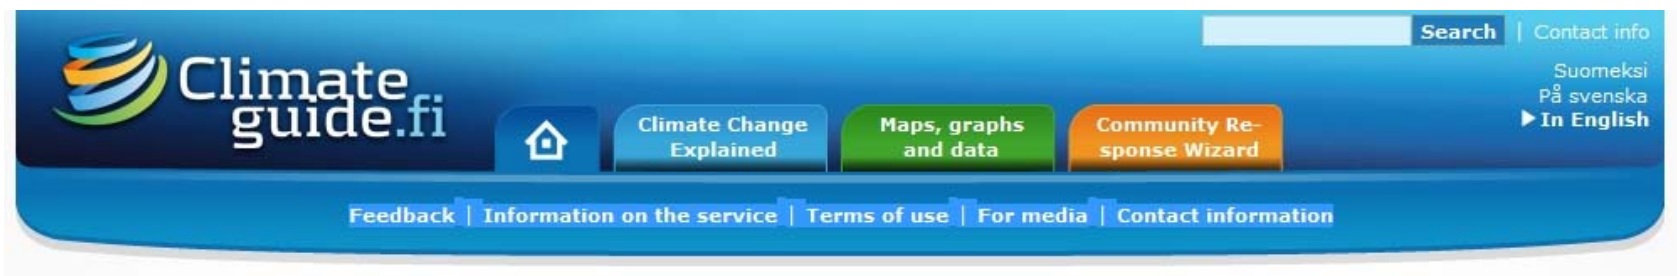 Search | Contact info
Climate
guide.fi
Suomeksi
På svenska
In English
Climate Change
Explained
Maps, graphs
and data
Community Re-
sponse Wizard
Feedback | Information on the service | Terms of use | For media | Contact information